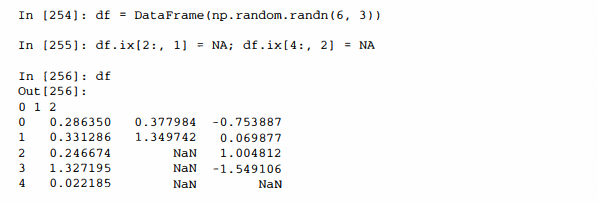 In [254]: df = DataFrame(np.random.randn(6, 3))
In [255]: df.ix[2:, 1] = NA; df.ix[4:, 2] = NA
In [256]: df
Out[256]:
0 1 2
0 0.286350 0.377984 -0.753887
1 0.331286 1.349742 0.069877
2 0.246674 NaN 1.004812
3 1.327195 NaN -1.549106
4 0.022185 NaN NaN